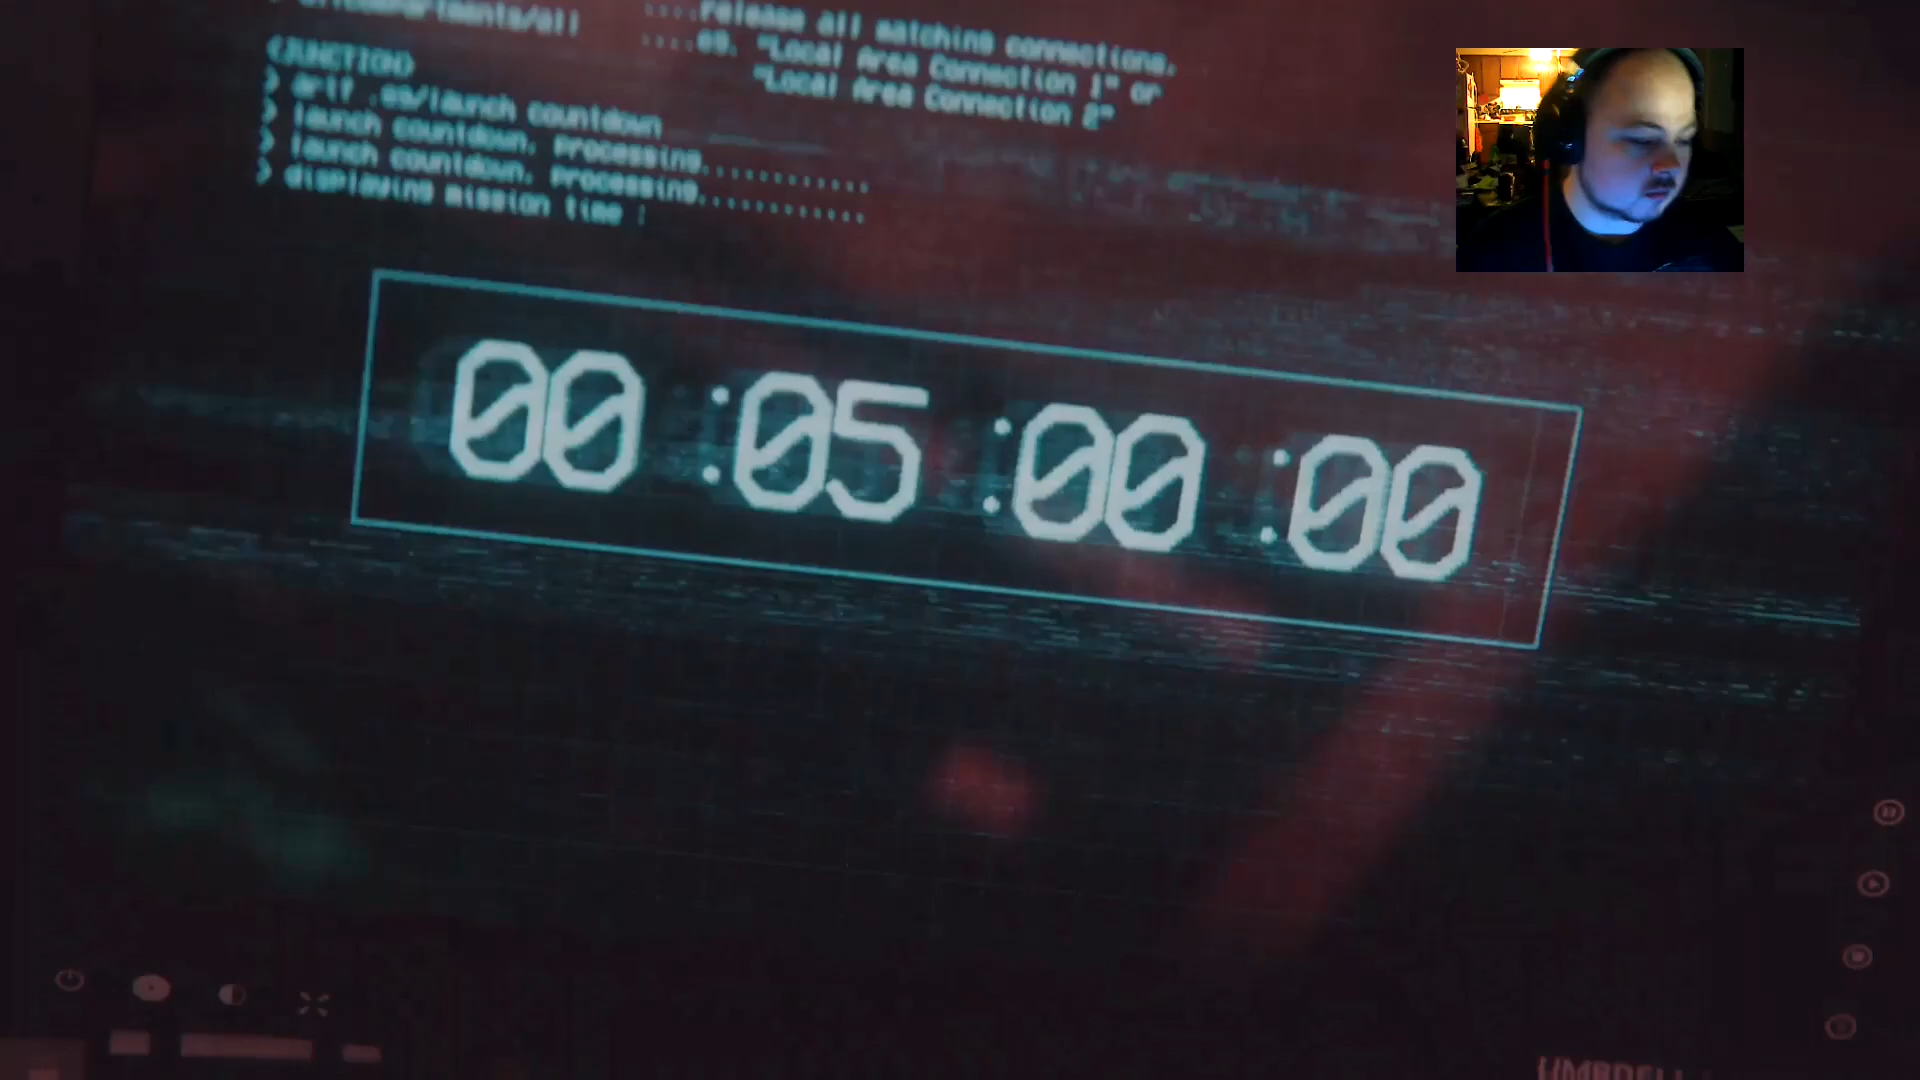 ....release all matching connections.
....eg. "Local Area Connection 1" or
"Local Area Connection 2"
(JUNCTION)
> launch countdown
> launch countdown. Processing............
> launch countdown. Processing............
> displaying mission time :
00 :05 :00 :00